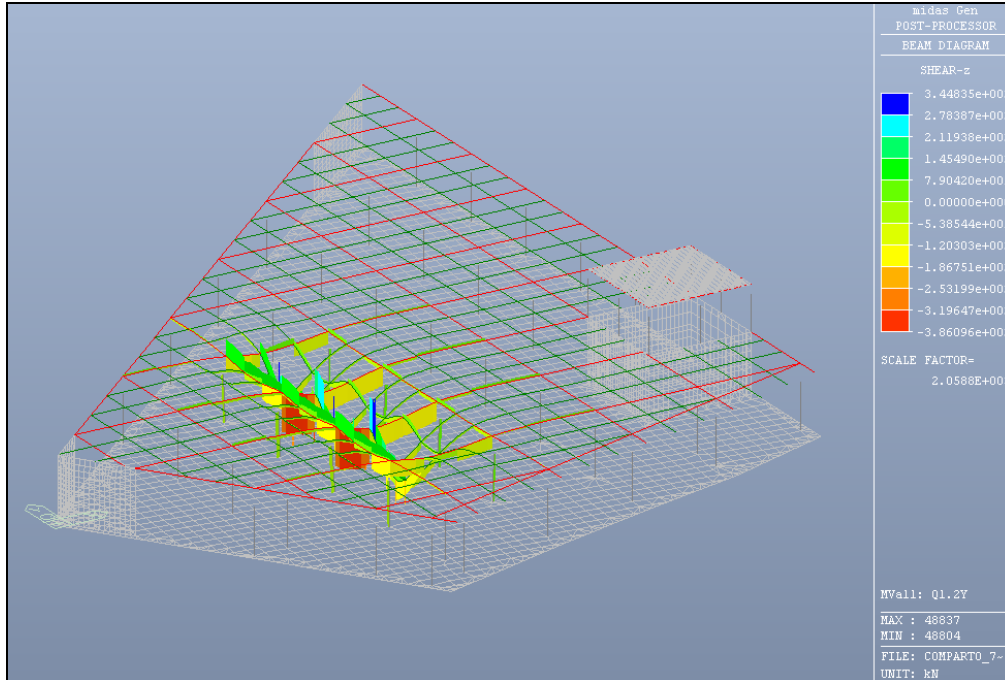 midas Gen
POST-PROCESSOR
BEAM DIAGRAM
SHEAR-z
3.44835e+00
2.78387e+00
2.11938e+00
1.45490e+00
7.90420e+00
0.00000e+00
-5.38544e+00
-1.20303e+00
-1.86751e+00
-2.53199e+00
-3.19647e+00
-3.86096e+00
SCALE FACTOR=
2.0588E+00
MVall: Q1.2Y
MAX : 48837
MIN : 48804
FILE: COMPARTO_7~
UNIT: kN